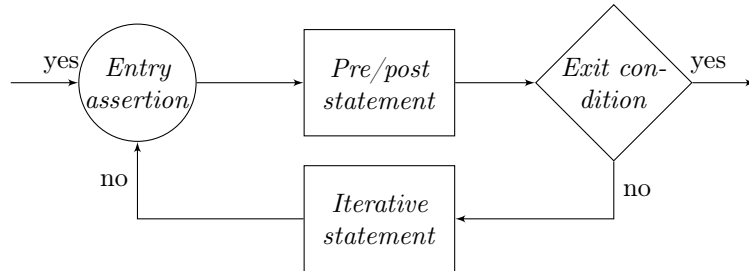 yes
Entry
assertion
Pre/post
statement
Exit con-
dition
yes
no
Iterative
statement
no